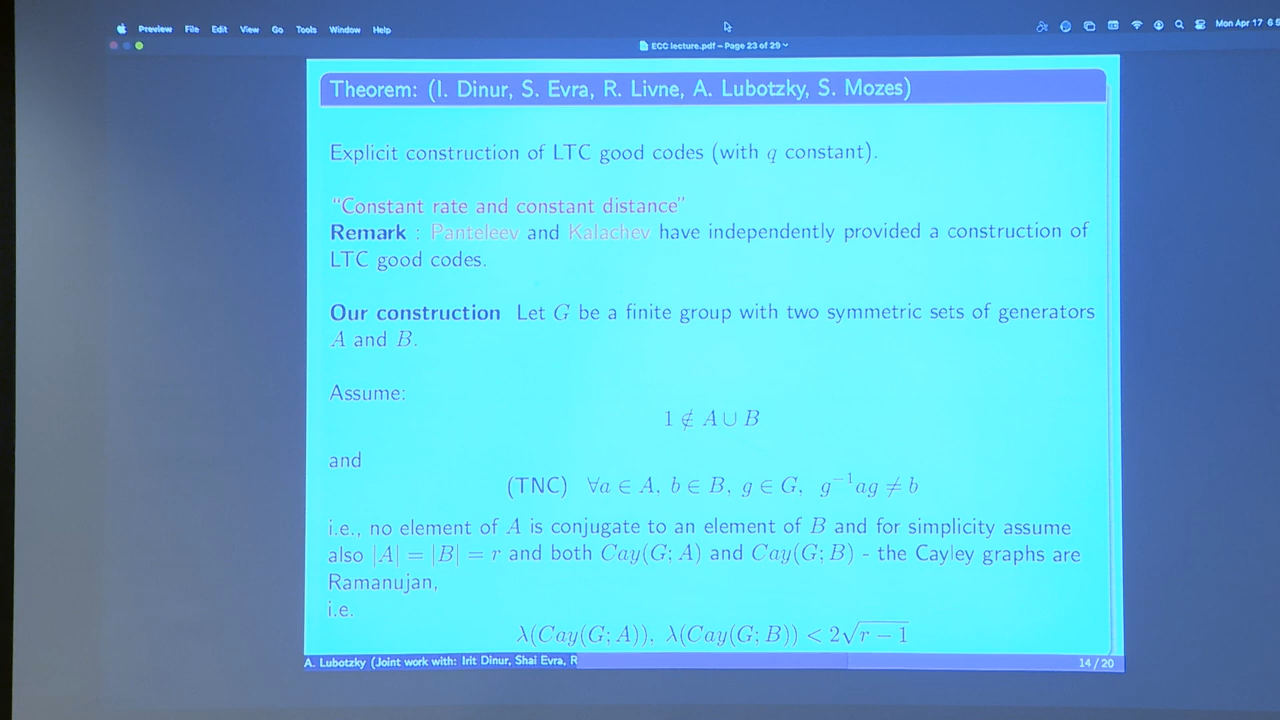 Preview File Edit View Go Tools Window Help Mon Apr 17 6
ECC lecture.pdf – Page 23 of 29
Theorem: (I. Dinur, S. Evra, R. Livne, A. Lubotzky, S. Mozes)
Explicit construction of LTC good codes (with q constant).
“Constant rate and constant distance”
Remark : Panteleev and Kalachev have independently provided a construction of
LTC good codes.
Our construction Let G be a finite group with two symmetric sets of generators
A and B.
Assume:
1 ∉ A ∪ B
and
(TNC) ∀a ∈ A, b ∈ B, g ∈ G, g⁻¹ag ≠ b
i.e., no element of A is conjugate to an element of B and for simplicity assume
also |A| = |B| = r and both Cay(G; A) and Cay(G; B) - the Cayley graphs are
Ramanujan,
i.e.
λ(Cay(G; A)), λ(Cay(G; B)) < 2√r − 1
A. Lubotzky (Joint work with: Irit Dinur, Shai Evra, R
14 / 20